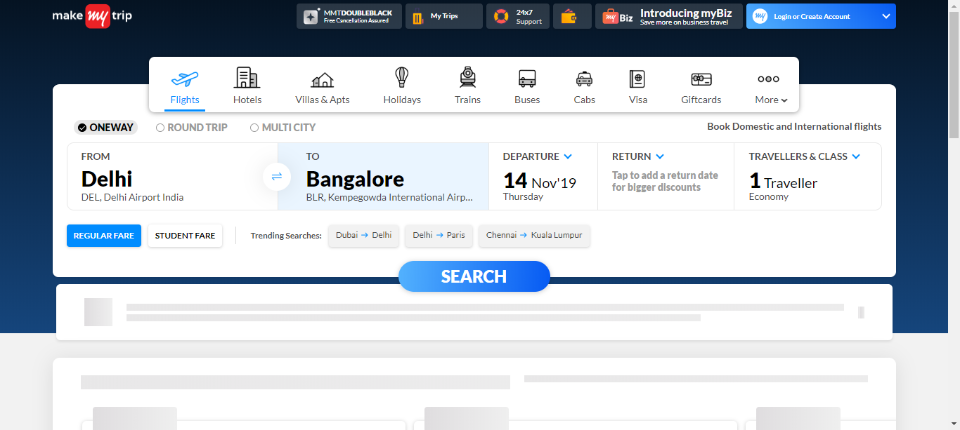 make my trip
MMTDOUBLEBLACK
Free Cancellation Assured
My Trips
24x7
Support
my Biz
Introducing myBiz
Save more on business travel
my
Login or Create Account
Flights
Hotels
Villas & Apts
Holidays
Trains
Buses
Cabs
Visa
Giftcards
More
ONEWAY
ROUND TRIP
MULTI CITY
Book Domestic and International flights
FROM
Delhi
DEL, Delhi Airport India
TO
Bangalore
BLR, Kempegowda International Airp...
DEPARTURE
14 Nov'19
Thursday
RETURN
Tap to add a return date
for bigger discounts
TRAVELLERS & CLASS
1 Traveller
Economy
REGULAR FARE
STUDENT FARE
Trending Searches:
Dubai → Delhi
Delhi → Paris
Chennai → Kuala Lumpur
SEARCH